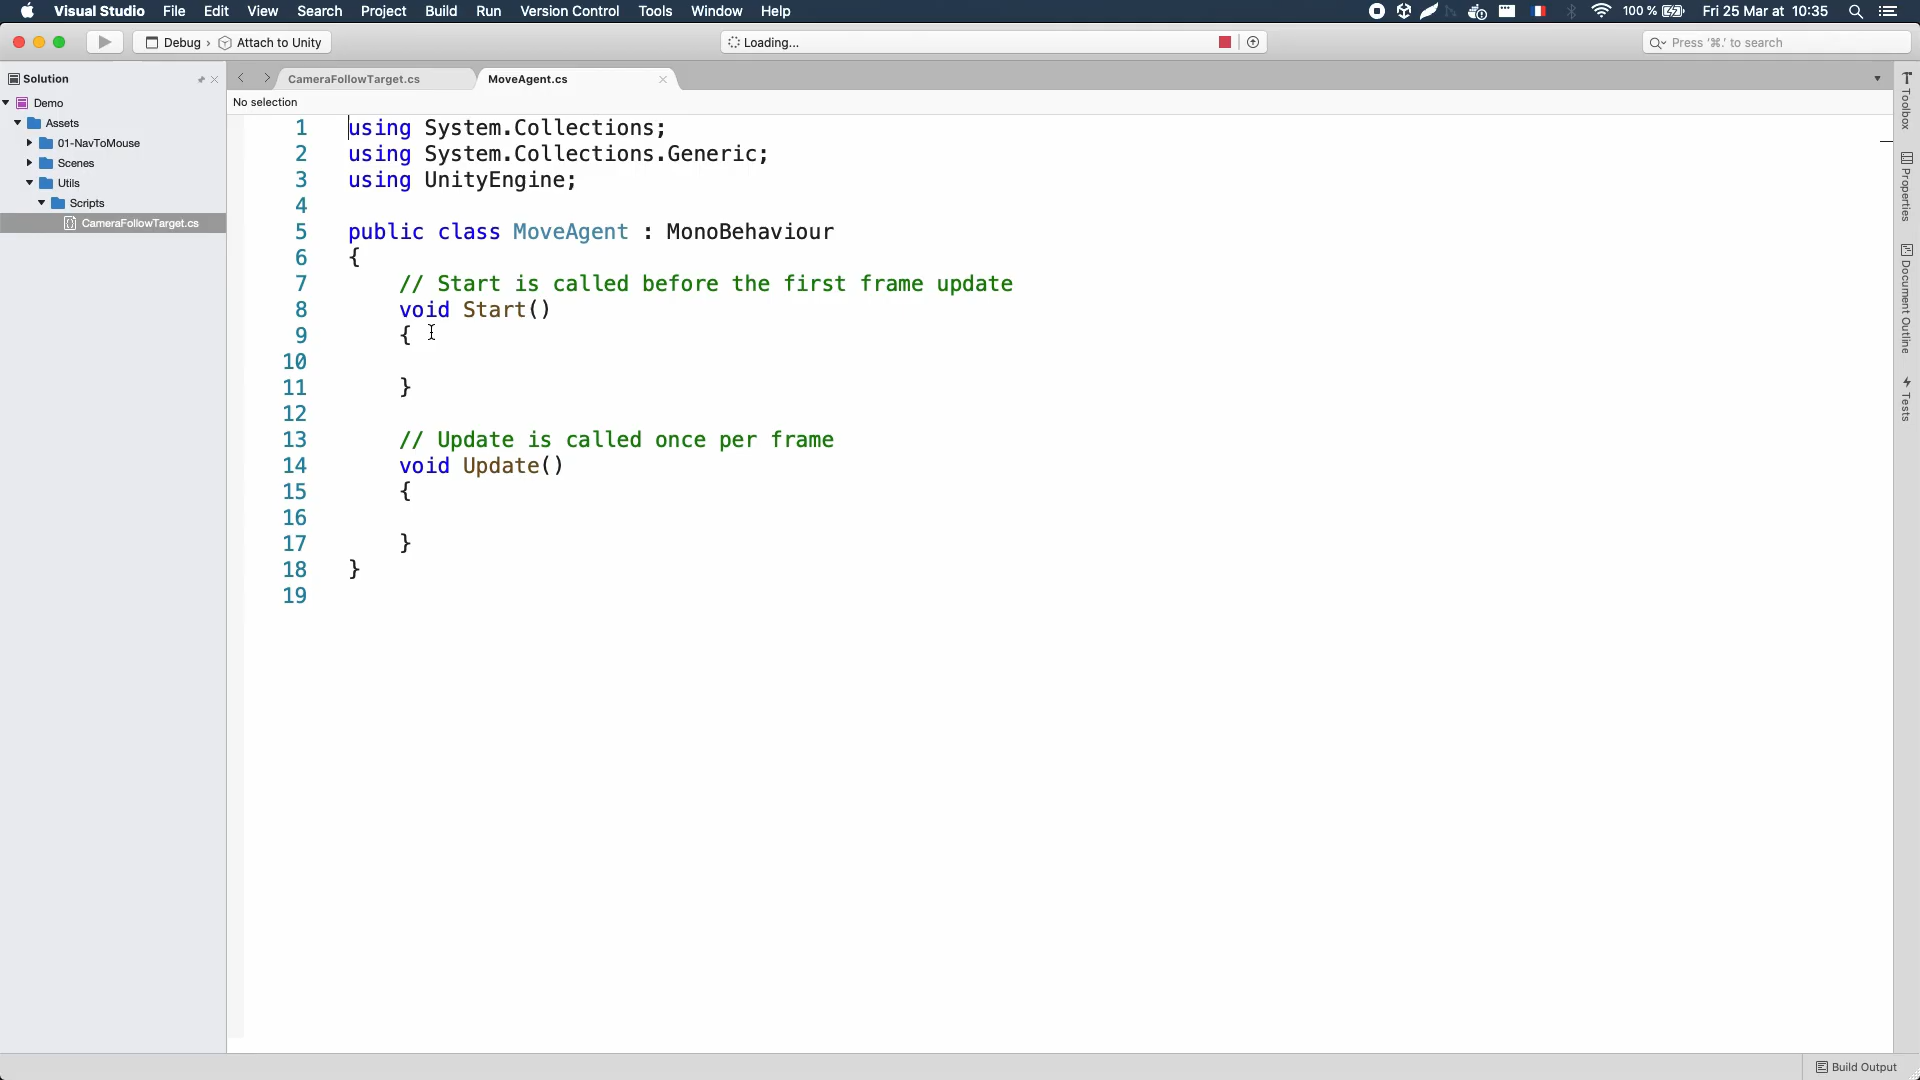 Visual Studio File Edit View Search Project Build Run Version Control Tools Window Help 100 % Fri 25 Mar at 10:35
Debug › Attach to Unity Loading... Press '⌘.' to search
Solution
Demo
Assets
01-NavToMouse
Scenes
Utils
Scripts
CameraFollowTarget.cs
CameraFollowTarget.cs MoveAgent.cs
No selection
1 using System.Collections;
2 using System.Collections.Generic;
3 using UnityEngine;
4
5 public class MoveAgent : MonoBehaviour
6 {
7 // Start is called before the first frame update
8 void Start()
9 {
10
11 }
12
13 // Update is called once per frame
14 void Update()
15 {
16
17 }
18 }
19
Toolbox
Properties
Document Outline
Tests
Build Output